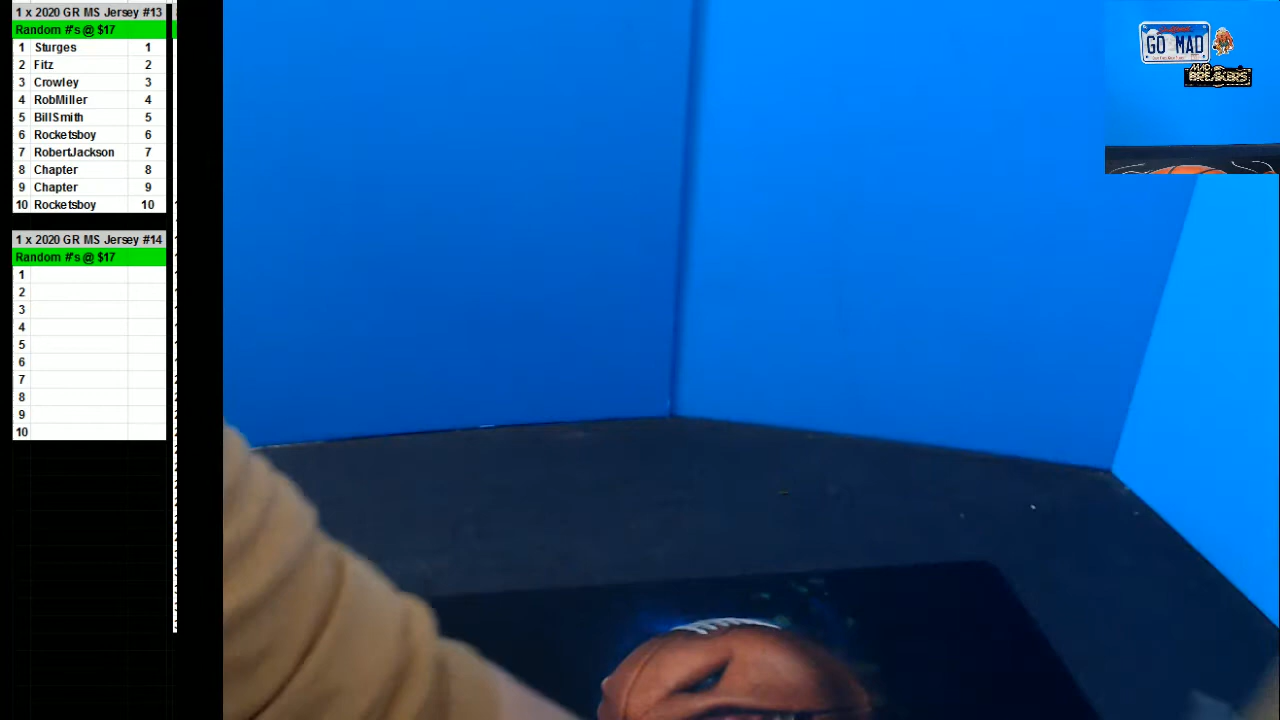 1 x 2020 GR MS Jersey #13
Random #'s @ $17
1 Sturges 1
2 Fitz 2
3 Crowley 3
4 RobMiller 4
5 BillSmith 5
6 Rocketsboy 6
7 RobertJackson 7
8 Chapter 8
9 Chapter 9
10 Rocketsboy 10
1 x 2020 GR MS Jersey #14
Random #'s @ $17
1
2
3
4
5
6
7
8
9
10
GO MAD
MAD
BREAKERS